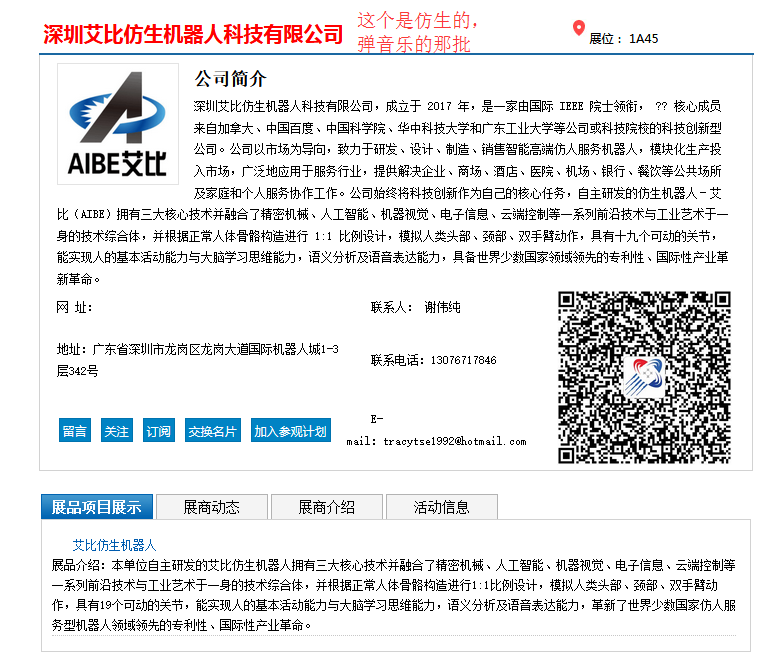 深圳艾比仿生机器人科技有限公司
这个是仿生的，
弹音乐的那批
展位： 1A45
AIBE艾比
公司简介
深圳艾比仿生机器人科技有限公司，成立于 2017 年，是一家由国际 IEEE 院士领衔， ?? 核心成员
来自加拿大、中国百度、中国科学院、华中科技大学和广东工业大学等公司或科技院校的科技创新型
公司。公司以市场为导向，致力于研发、设计、制造、销售智能高端仿人服务机器人，模块化生产投
入市场，广泛地应用于服务行业，提供解决企业、商场、酒店、医院、机场、银行、餐饮等公共场所
及家庭和个人服务协作工作。公司始终将科技创新作为自己的核心任务，自主研发的仿生机器人－艾
比（AIBE）拥有三大核心技术并融合了精密机械、人工智能、机器视觉、电子信息、云端控制等一系列前沿技术与工业艺术于一
身的技术综合体，并根据正常人体骨骼构造进行 1:1 比例设计，模拟人类头部、颈部、双手臂动作，具有十九个可动的关节，
能实现人的基本活动能力与大脑学习思维能力，语义分析及语音表达能力，具备世界少数国家领域领先的专利性、国际性产业革
新革命。
网 址：
联系人： 谢伟纯
地址：广东省深圳市龙岗区龙岗大道国际机器人城1-3
层342号
联系电话：13076717846
E-
mail：tracytse1992@hotmail.com
留言
关注
订阅
交换名片
加入参观计划
展品项目展示
展商动态
展商介绍
活动信息
艾比仿生机器人
展品介绍：本单位自主研发的艾比仿生机器人拥有三大核心技术并融合了精密机械、人工智能、机器视觉、电子信息、云端控制等
一系列前沿技术与工业艺术于一身的技术综合体，并根据正常人体骨骼构造进行1:1比例设计，模拟人类头部、颈部、双手臂动
作，具有19个可动的关节，能实现人的基本活动能力与大脑学习思维能力，语义分析及语音表达能力，革新了世界少数国家仿人服
务型机器人领域领先的专利性、国际性产业革命。